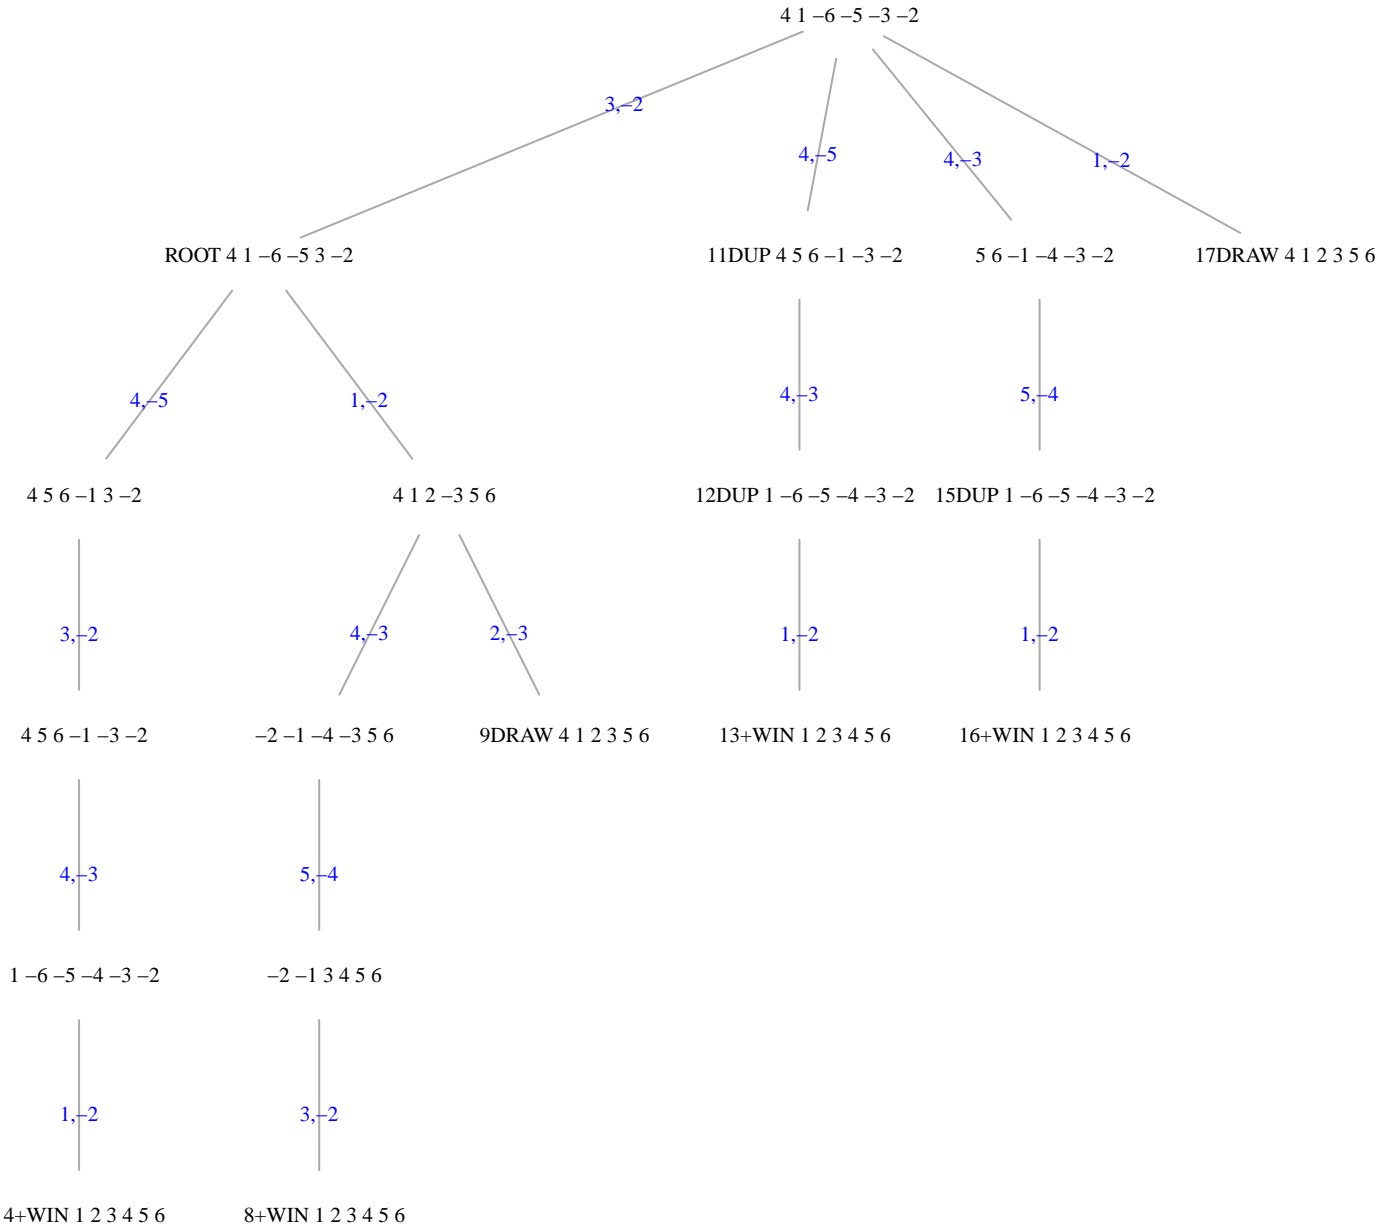 4 1 –6 –5 –3 –2
3,–2
4,–5
4,–3
1,–2
ROOT 4 1 –6 –5 3 –2
11DUP 4 5 6 –1 –3 –2
5 6 –1 –4 –3 –2
17DRAW 4 1 2 3 5 6
4,–5
1,–2
4,–3
5,–4
4 5 6 –1 3 –2
4 1 2 –3 5 6
12DUP 1 –6 –5 –4 –3 –2
15DUP 1 –6 –5 –4 –3 –2
3,–2
4,–3
2,–3
1,–2
1,–2
4 5 6 –1 –3 –2
–2 –1 –4 –3 5 6
9DRAW 4 1 2 3 5 6
13+WIN 1 2 3 4 5 6
16+WIN 1 2 3 4 5 6
4,–3
5,–4
1 –6 –5 –4 –3 –2
–2 –1 3 4 5 6
1,–2
3,–2
4+WIN 1 2 3 4 5 6
8+WIN 1 2 3 4 5 6